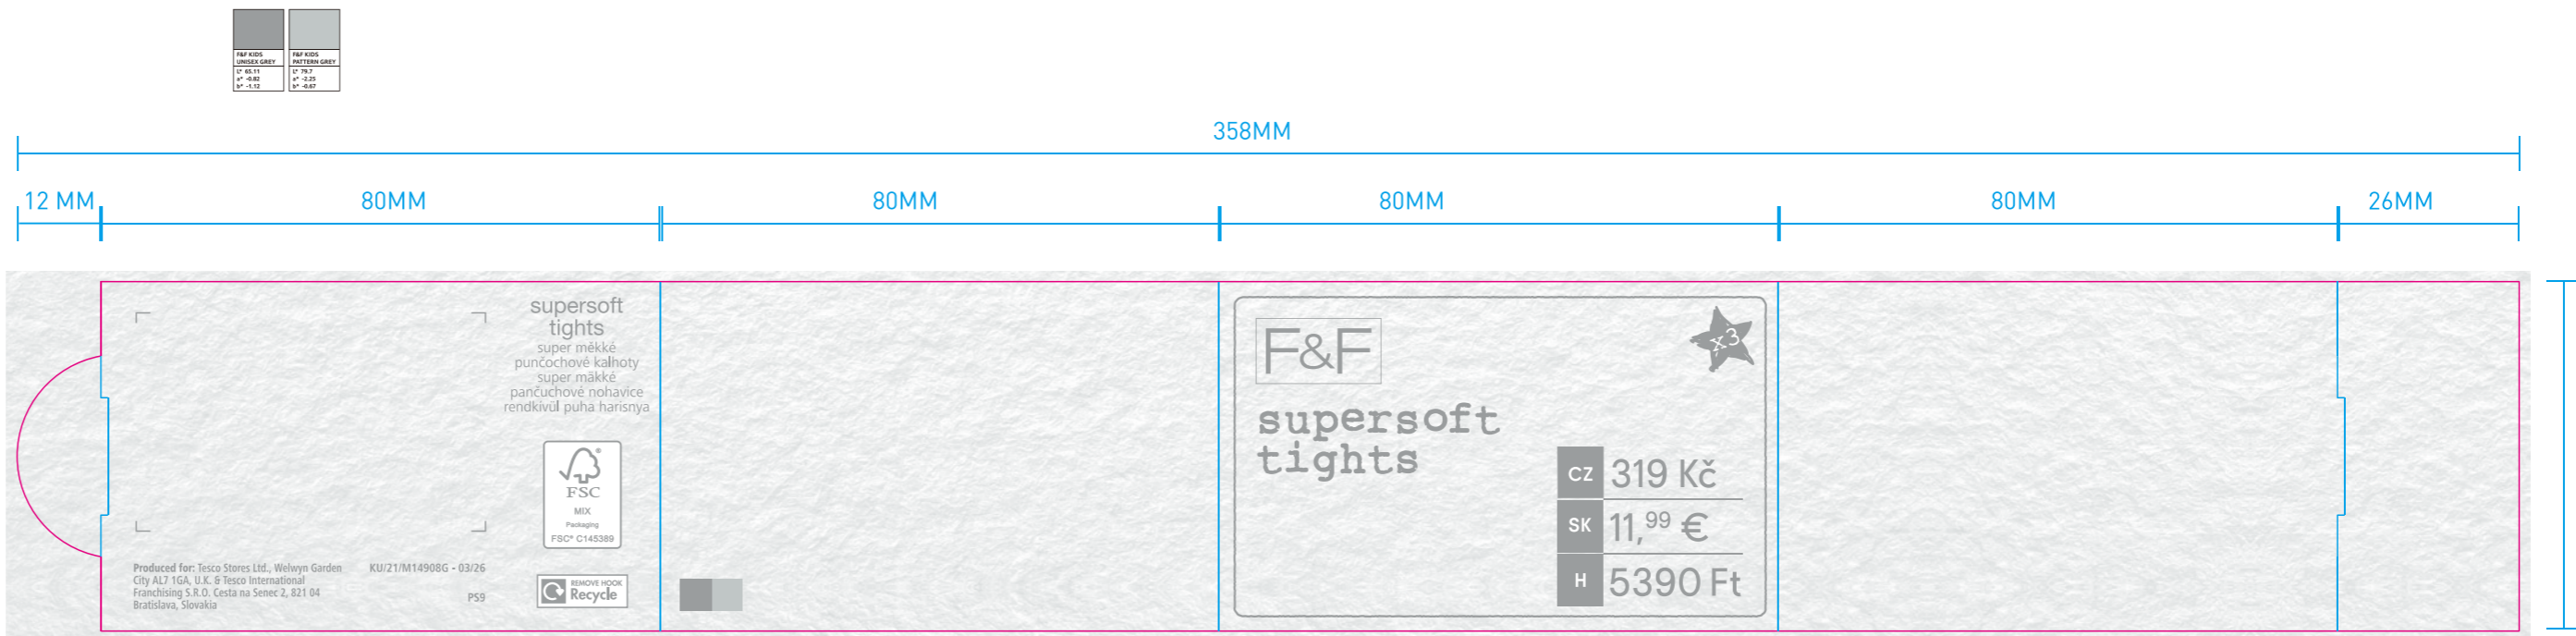 F&F KIDS
UNISEX GREY
L* 65.11
a* -0.82
b* -1.12
F&F KIDS
PATTERN GREY
L* 79.7
a* -2.25
b* -0.67
358MM
12 MM
80MM
80MM
80MM
80MM
26MM
supersoft
tights
super měkké
punčochové kalhoty
super mäkké
pančuchové nohavice
rendkívül puha harisnya
FSC
MIX
Packaging
FSC® C145389
Produced for: Tesco Stores Ltd., Welwyn Garden
City AL7 1GA, U.K. & Tesco International
Franchising S.R.O. Cesta na Senec 2, 821 04
Bratislava, Slovakia
KU/21/M14908G - 03/26
PS9
REMOVE HOOK
Recycle
F&F
x3
supersoft
tights
CZ 319 Kč
SK 11,99 €
H 5390 Ft